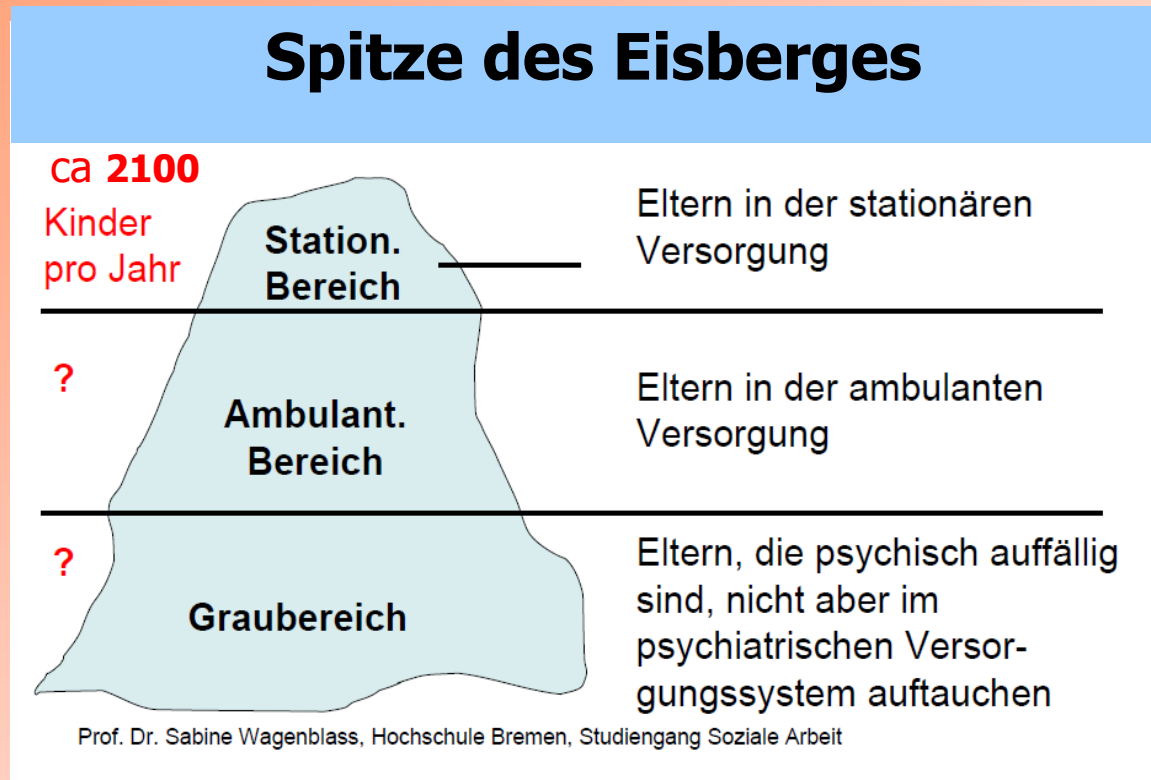 Spitze des Eisberges
ca 2100
Kinder
pro Jahr
Station.
Bereich
Eltern in der stationären
Versorgung
?
Ambulant.
Bereich
Eltern in der ambulanten
Versorgung
?
Graubereich
Eltern, die psychisch auffällig
sind, nicht aber im
psychiatrischen Versor-
gungssystem auftauchen
Prof. Dr. Sabine Wagenblass, Hochschule Bremen, Studiengang Soziale Arbeit